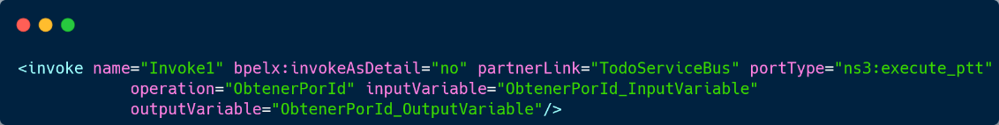 <invoke name="Invoke1" bpelx:invokeAsDetail="no" partnerLink="TodoServiceBus" portType="ns3:execute_ptt"
operation="ObtenerPorId" inputVariable="ObtenerPorId_InputVariable"
outputVariable="ObtenerPorId_OutputVariable"/>